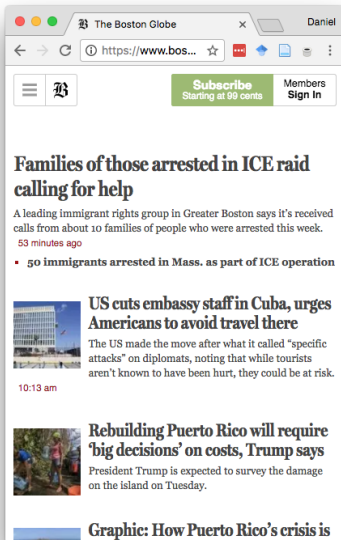 The Boston Globe
Daniel
https://www.bos...
B
Subscribe
Starting at 99 cents
Members
Sign In
Families of those arrested in ICE raid
calling for help
A leading immigrant rights group in Greater Boston says it's received
calls from about 10 families of people who were arrested this week.
53 minutes ago
50 immigrants arrested in Mass. as part of ICE operation
US cuts embassy staff in Cuba, urges
Americans to avoid travel there
The US made the move after what it called “specific
attacks” on diplomats, noting that while tourists
aren't known to have been hurt, they could be at risk.
10:13 am
Rebuilding Puerto Rico will require
‘big decisions’ on costs, Trump says
President Trump is expected to survey the damage
on the island on Tuesday.
Graphic: How Puerto Rico's crisis is